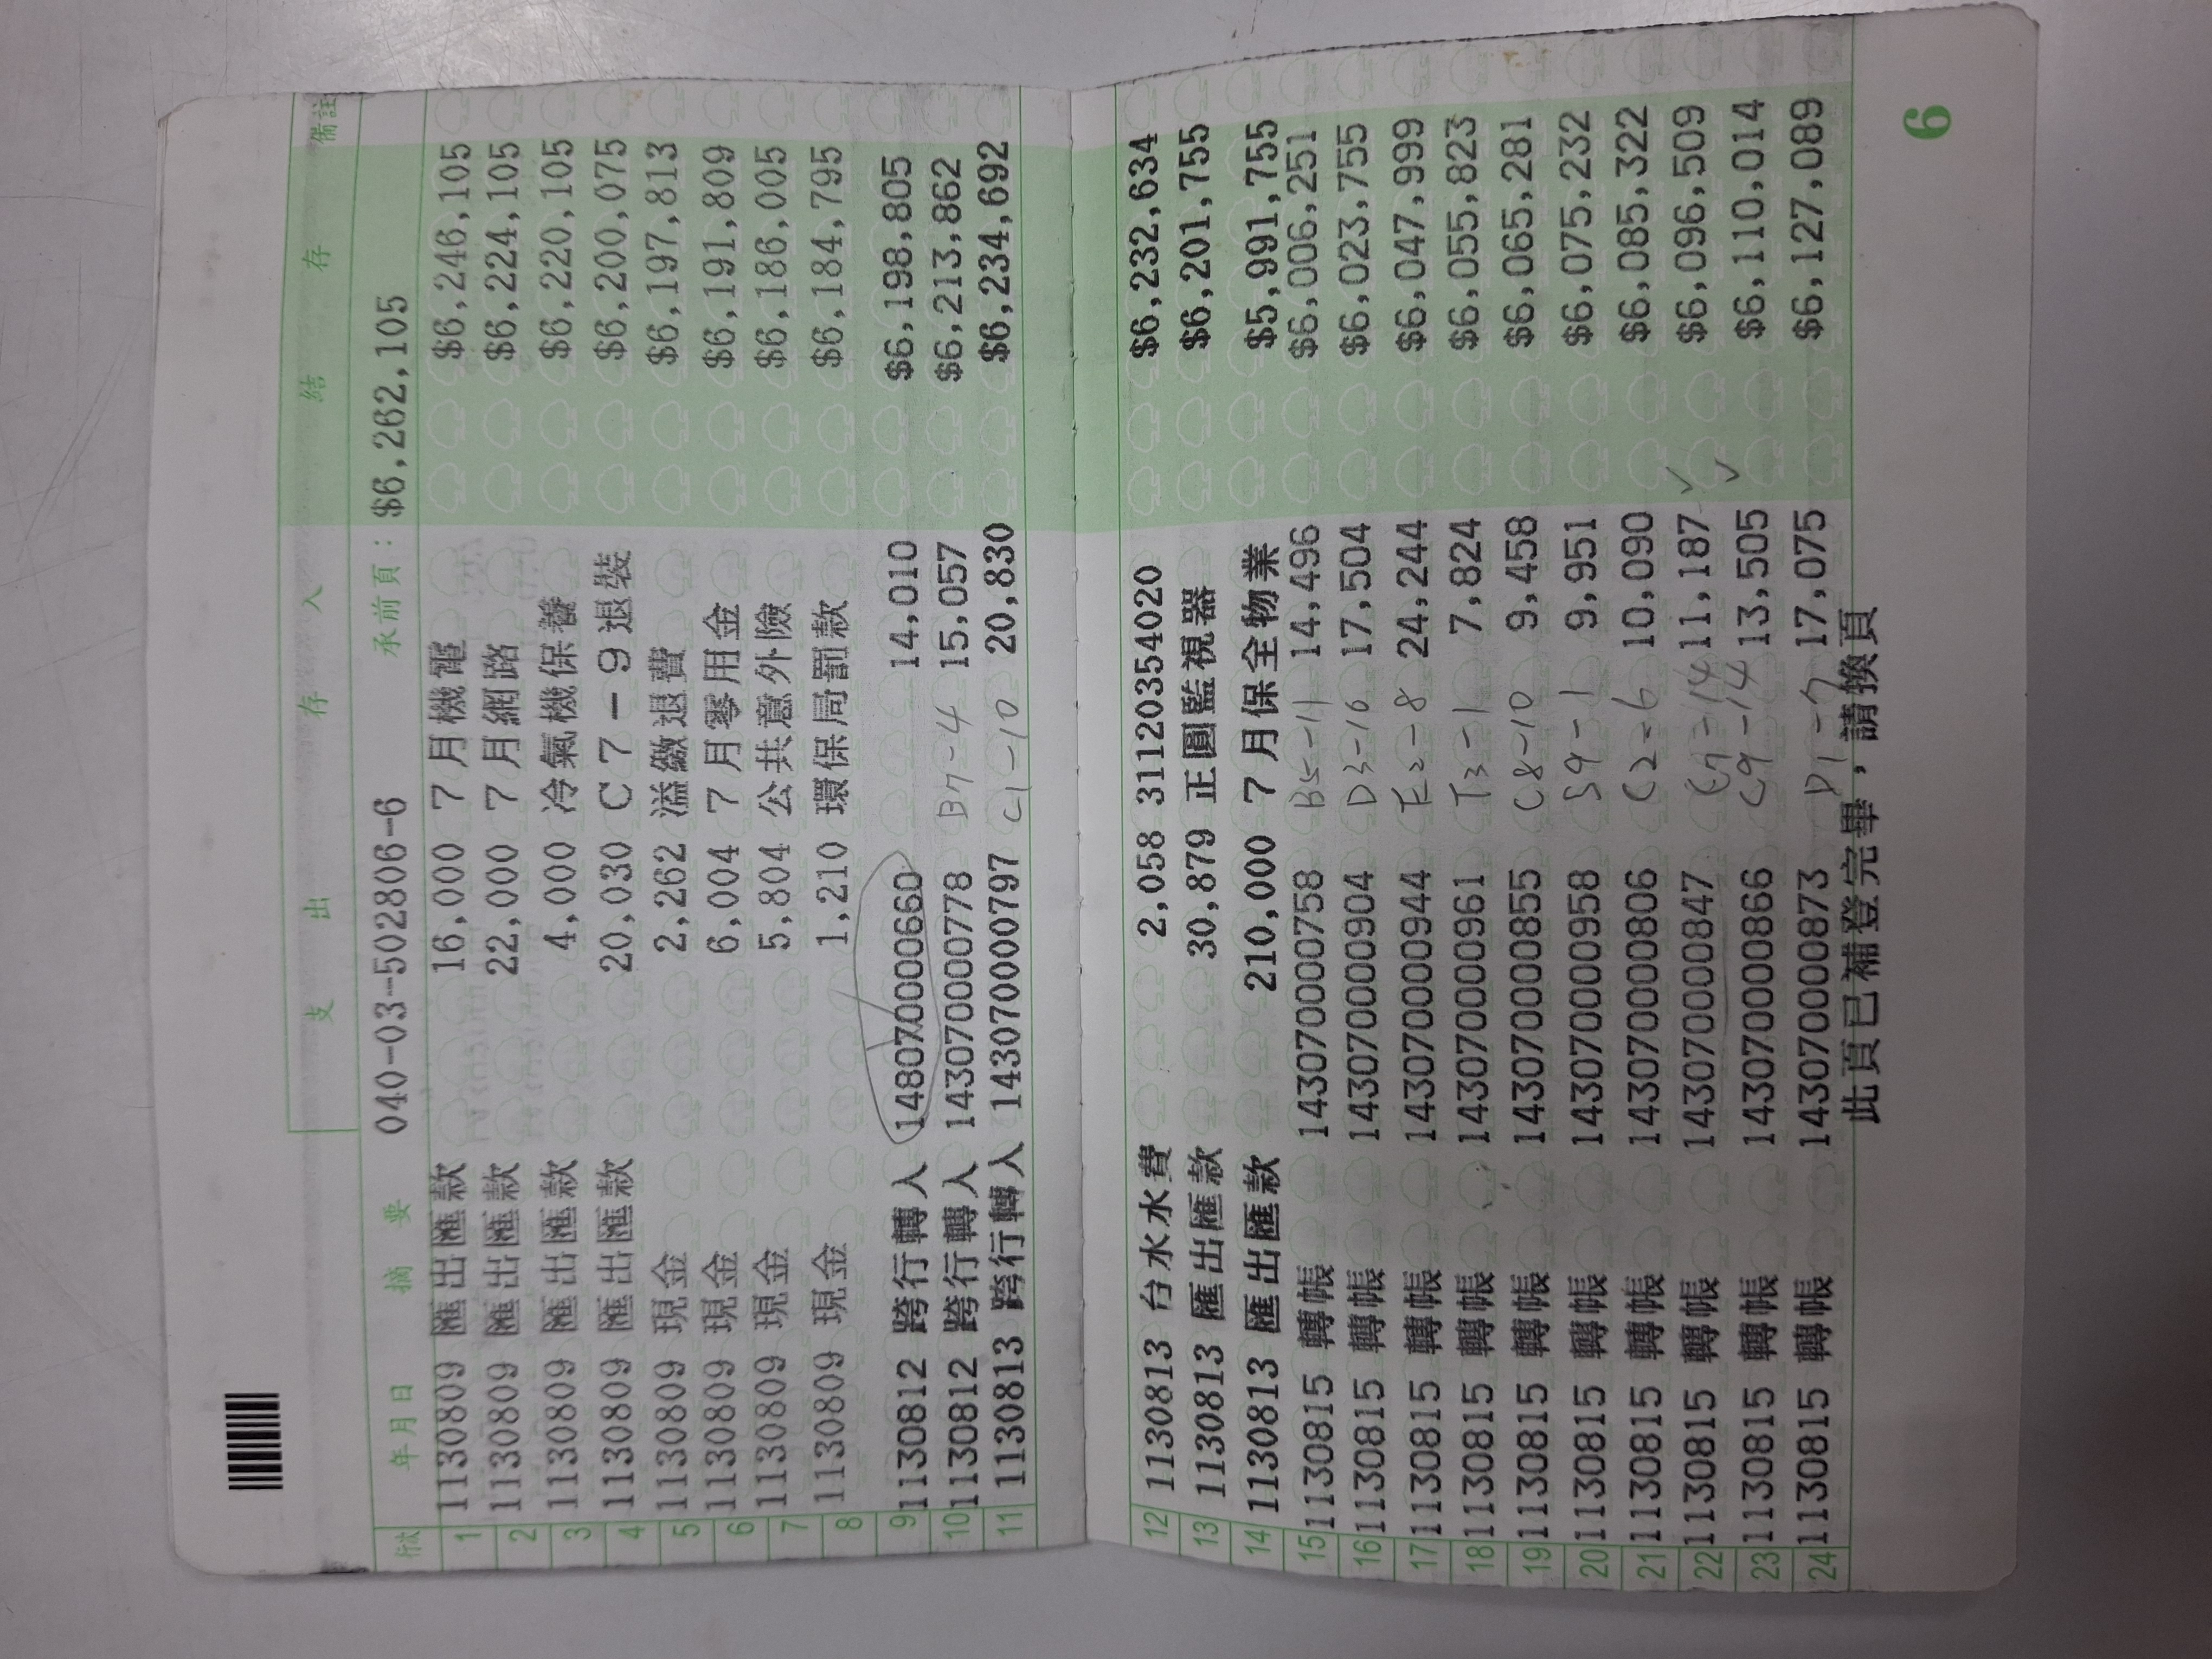 支出 存入 結存 備註
行次 年月日 摘要 040-03-502806-6 承前頁： $6,262,105
1 1130809 匯出匯款 16,000 ７月機電 $6,246,105
2 1130809 匯出匯款 22,000 ７月網路 $6,224,105
3 1130809 匯出匯款 4,000 冷氣機保養 $6,220,105
4 1130809 匯出匯款 20,030 Ｃ７－９退裝 $6,200,075
5 1130809 現金 2,262 溢繳退費 $6,197,813
6 1130809 現金 6,004 ７月零用金 $6,191,809
7 1130809 現金 5,804 公共意外險 $6,186,005
8 1130809 現金 1,210 環保局罰款 $6,184,795
9 1130812 跨行轉入 148070000660 14,010 $6,198,805
10 1130812 跨行轉入 143070000778 B7-4 15,057 $6,213,862
11 1130813 跨行轉入 143070000797 C1-10 20,830 $6,234,692
12 1130813 台水水費 2,058 31120354020 $6,232,634
13 1130813 匯出匯款 30,879 正圓監視器 $6,201,755
14 1130813 匯出匯款 210,000 ７月保全物業 $5,991,755
15 1130815 轉帳 143070000758 B5-11 14,496 $6,006,251
16 1130815 轉帳 143070000904 D3-10 17,504 $6,023,755
17 1130815 轉帳 143070000944 E2-8 24,244 $6,047,999
18 1130815 轉帳 143070000961 T3-1 7,824 $6,055,823
19 1130815 轉帳 143070000855 C8-10 9,458 $6,065,281
20 1130815 轉帳 143070000958 S9-1 9,951 $6,075,232
21 1130815 轉帳 143070000806 C2-6 10,090 $6,085,322
22 1130815 轉帳 143070000847 C7-14 11,187 ✓ $6,096,509
23 1130815 轉帳 143070000866 C9-14 13,505 ✓ $6,110,014
24 1130815 轉帳 143070000873 D1-7 17,075 $6,127,089
此頁已補登完畢，請換頁
6